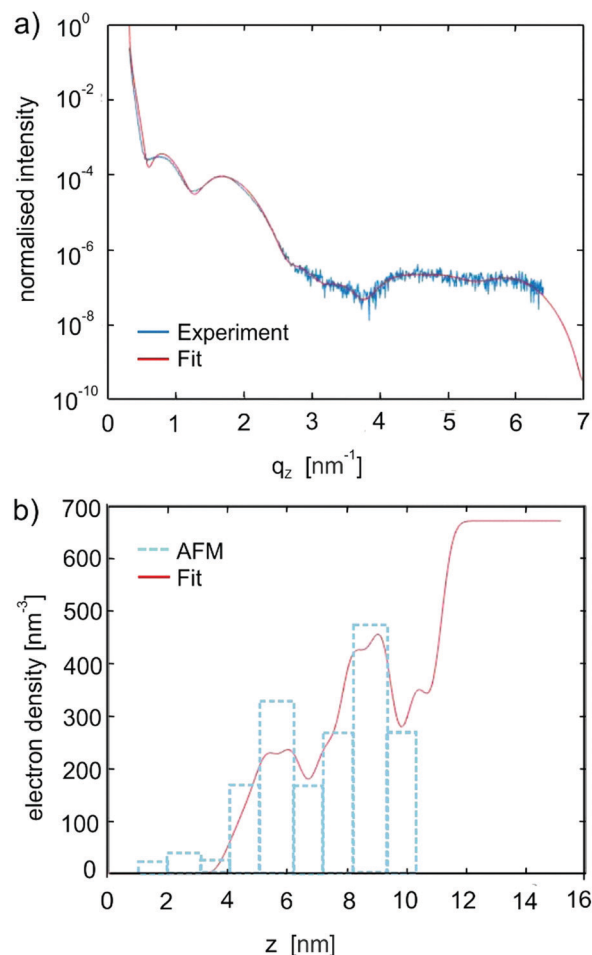 a)
10⁰
10⁻²
10⁻⁴
10⁻⁶
10⁻⁸
10⁻¹⁰
normalised intensity
Experiment
Fit
0 1 2 3 4 5 6 7
q_z [nm⁻¹]
b)
700
600
500
400
300
200
100
0
electron density [nm⁻³]
AFM
Fit
0 2 4 6 8 10 12 14 16
z [nm]